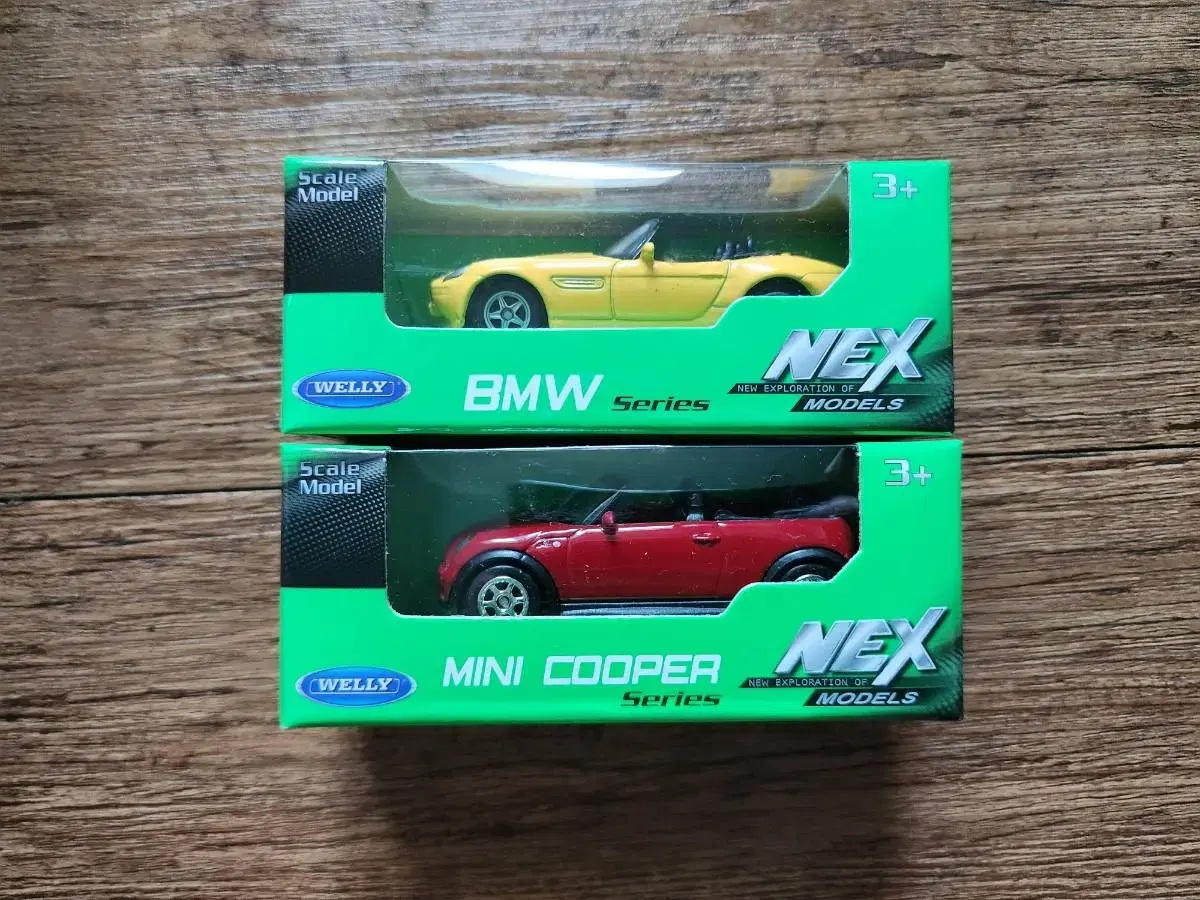 Scale
Model
3+
WELLY
BMW Series
NEX
NEW EXPLORATION OF
MODELS
Scale
Model
3+
WELLY
MINI COOPER
Series
NEX
NEW EXPLORATION OF
MODELS